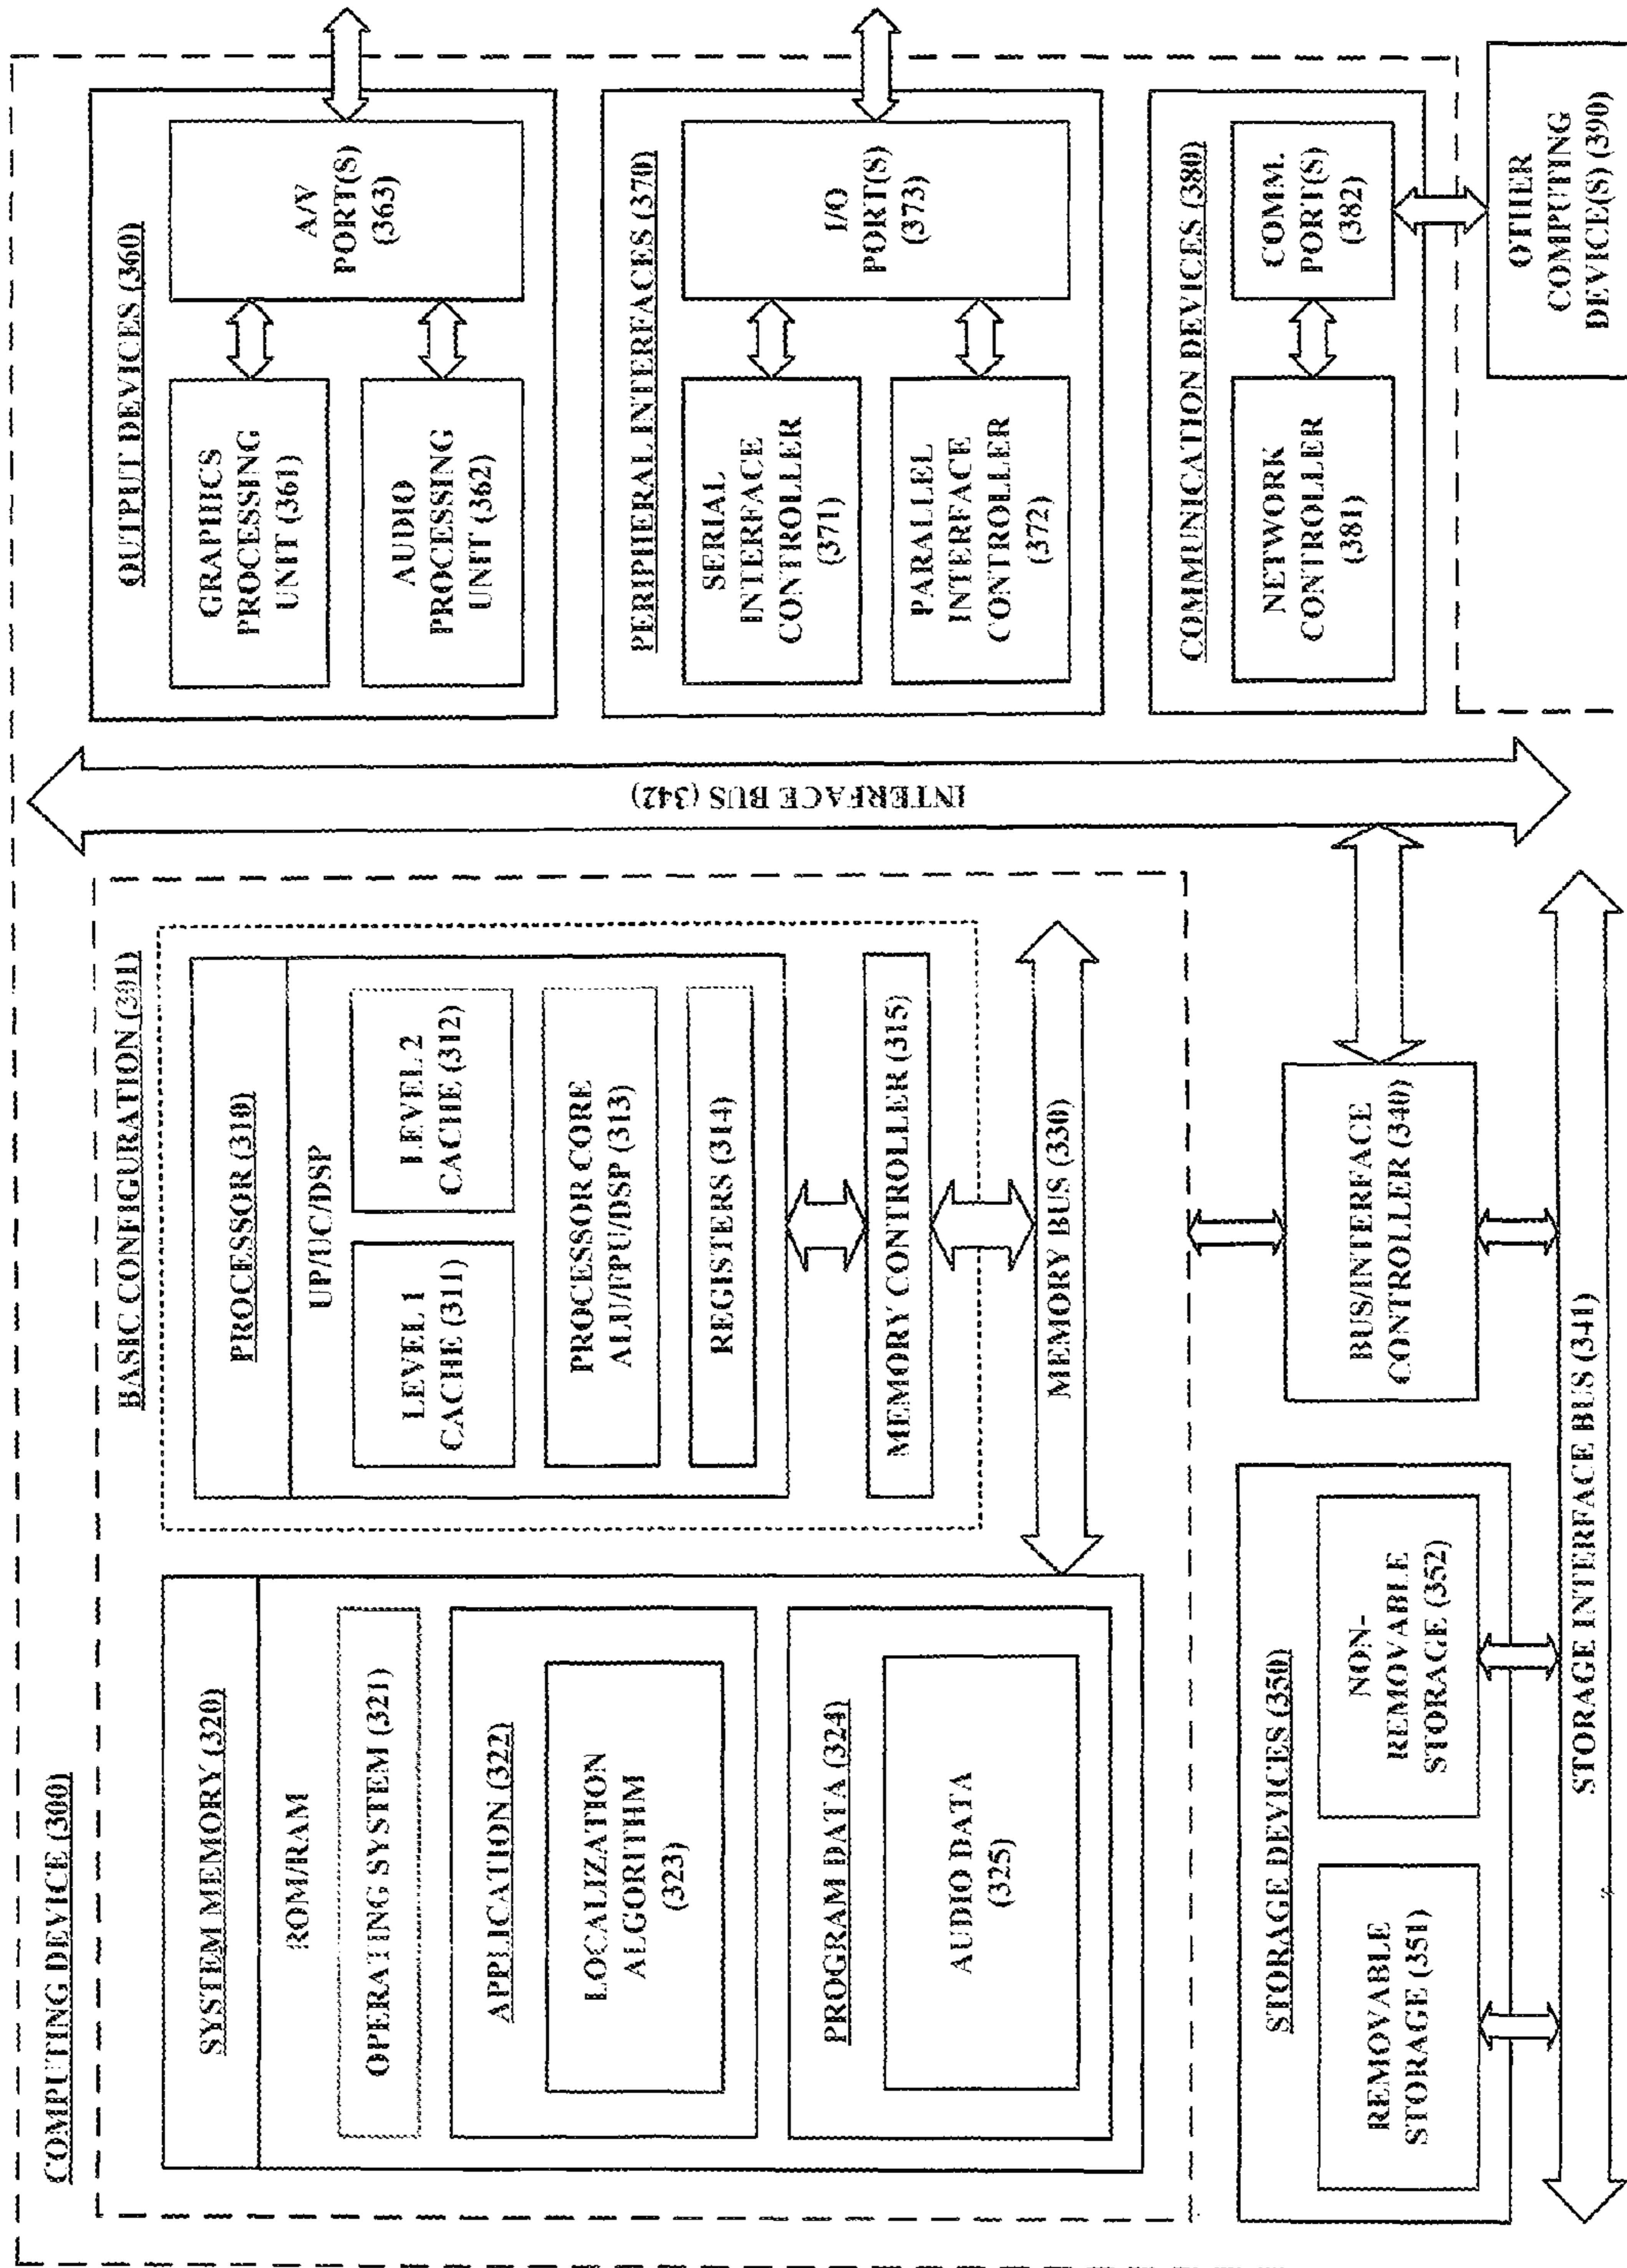 COMPUTING DEVICE (300)
BASIC CONFIGURATION (301)
SYSTEM MEMORY (320)
ROM/RAM
OPERATING SYSTEM (321)
APPLICATION (322)
LOCALIZATION
ALGORITHM
(323)
PROGRAM DATA (324)
AUDIO DATA
(325)
PROCESSOR (310)
UP/UC/DSP
LEVEL 1
CACHE (311)
LEVEL 2
CACHE (312)
PROCESSOR CORE
ALU/FPU/DSP (313)
REGISTERS (314)
MEMORY CONTROLLER (315)
MEMORY BUS (330)
BUS/INTERFACE
CONTROLLER (340)
STORAGE DEVICES (350)
REMOVABLE
STORAGE (351)
NON-
REMOVABLE
STORAGE (352)
STORAGE INTERFACE BUS (341)
INTERFACE BUS (342)
OUTPUT DEVICES (360)
GRAPHICS
PROCESSING
UNIT (361)
AUDIO
PROCESSING
UNIT (362)
A/V
PORT(S)
(363)
PERIPHERAL INTERFACES (370)
SERIAL
INTERFACE
CONTROLLER
(371)
PARALLEL
INTERFACE
CONTROLLER
(372)
I/O
PORT(S)
(373)
COMMUNICATION DEVICES (380)
NETWORK
CONTROLLER
(381)
COMM.
PORT(S)
(382)
OTHER
COMPUTING
DEVICE(S) (390)